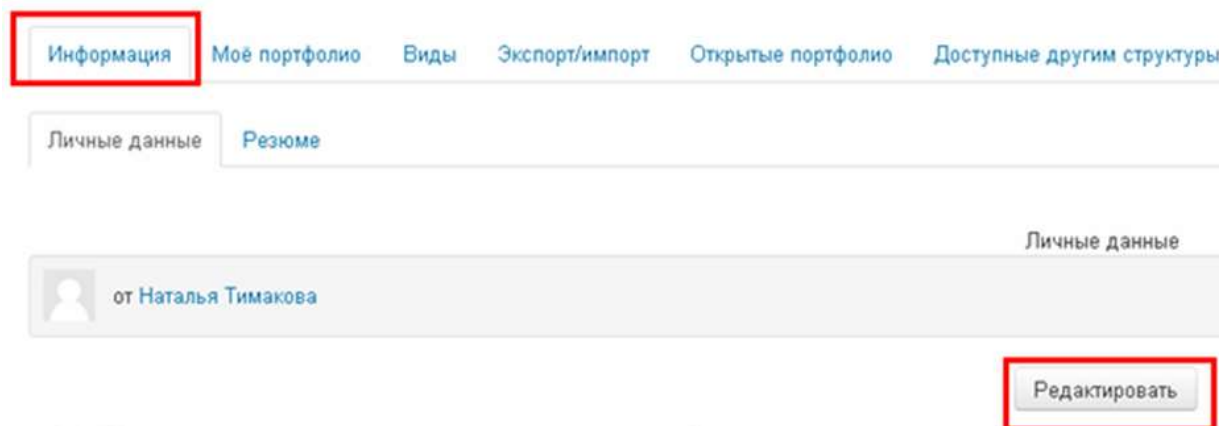 Информация Моё портфолио Виды Экспорт/импорт Открытые портфолио Доступные другим структуры
Личные данные Резюме
Личные данные
от Наталья Тимакова
Редактировать